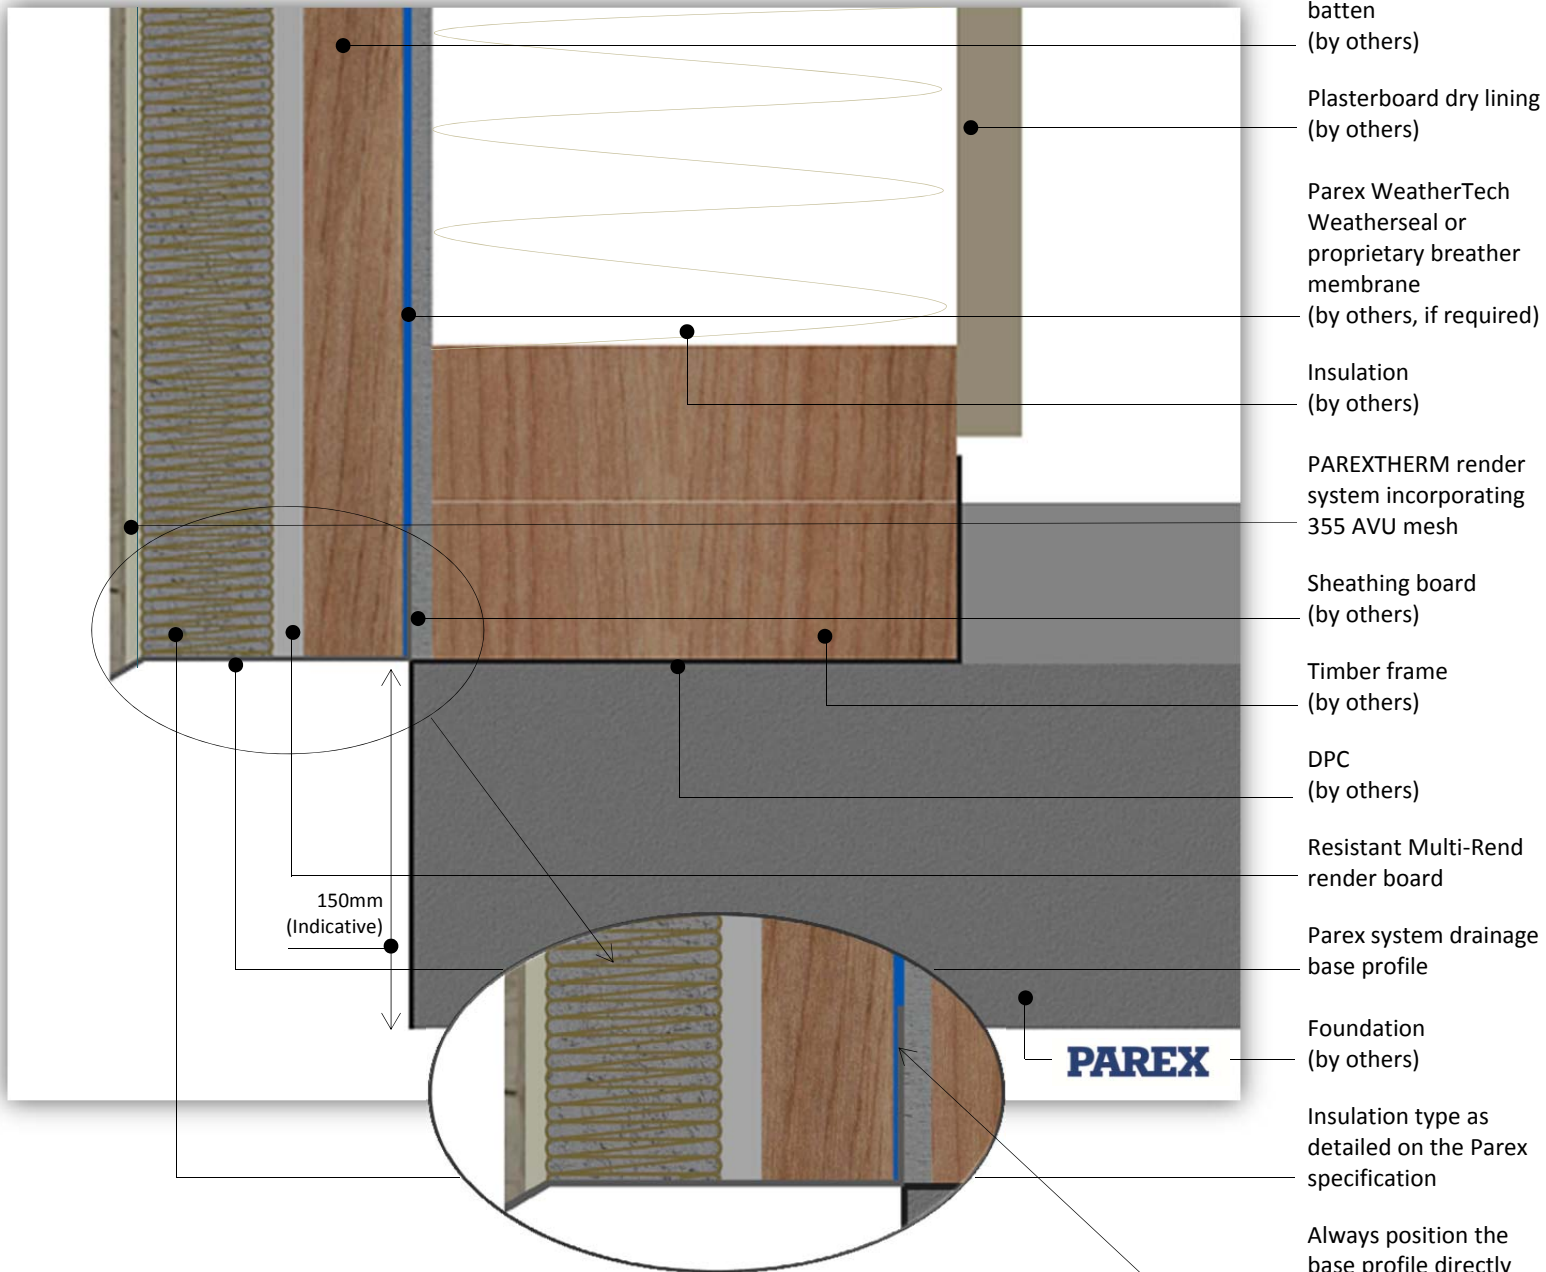 batten
(by others)
Plasterboard dry lining
(by others)
Parex WeatherTech
Weatherseal or
proprietary breather
membrane
(by others, if required)
Insulation
(by others)
PAREXTHERM render
system incorporating
355 AVU mesh
Sheathing board
(by others)
Timber frame
(by others)
DPC
(by others)
Resistant Multi-Rend
render board
150mm
(Indicative)
Parex system drainage
base profile
Foundation
(by others)
PAREX
Insulation type as
detailed on the Parex
specification
Always position the
base profile directly